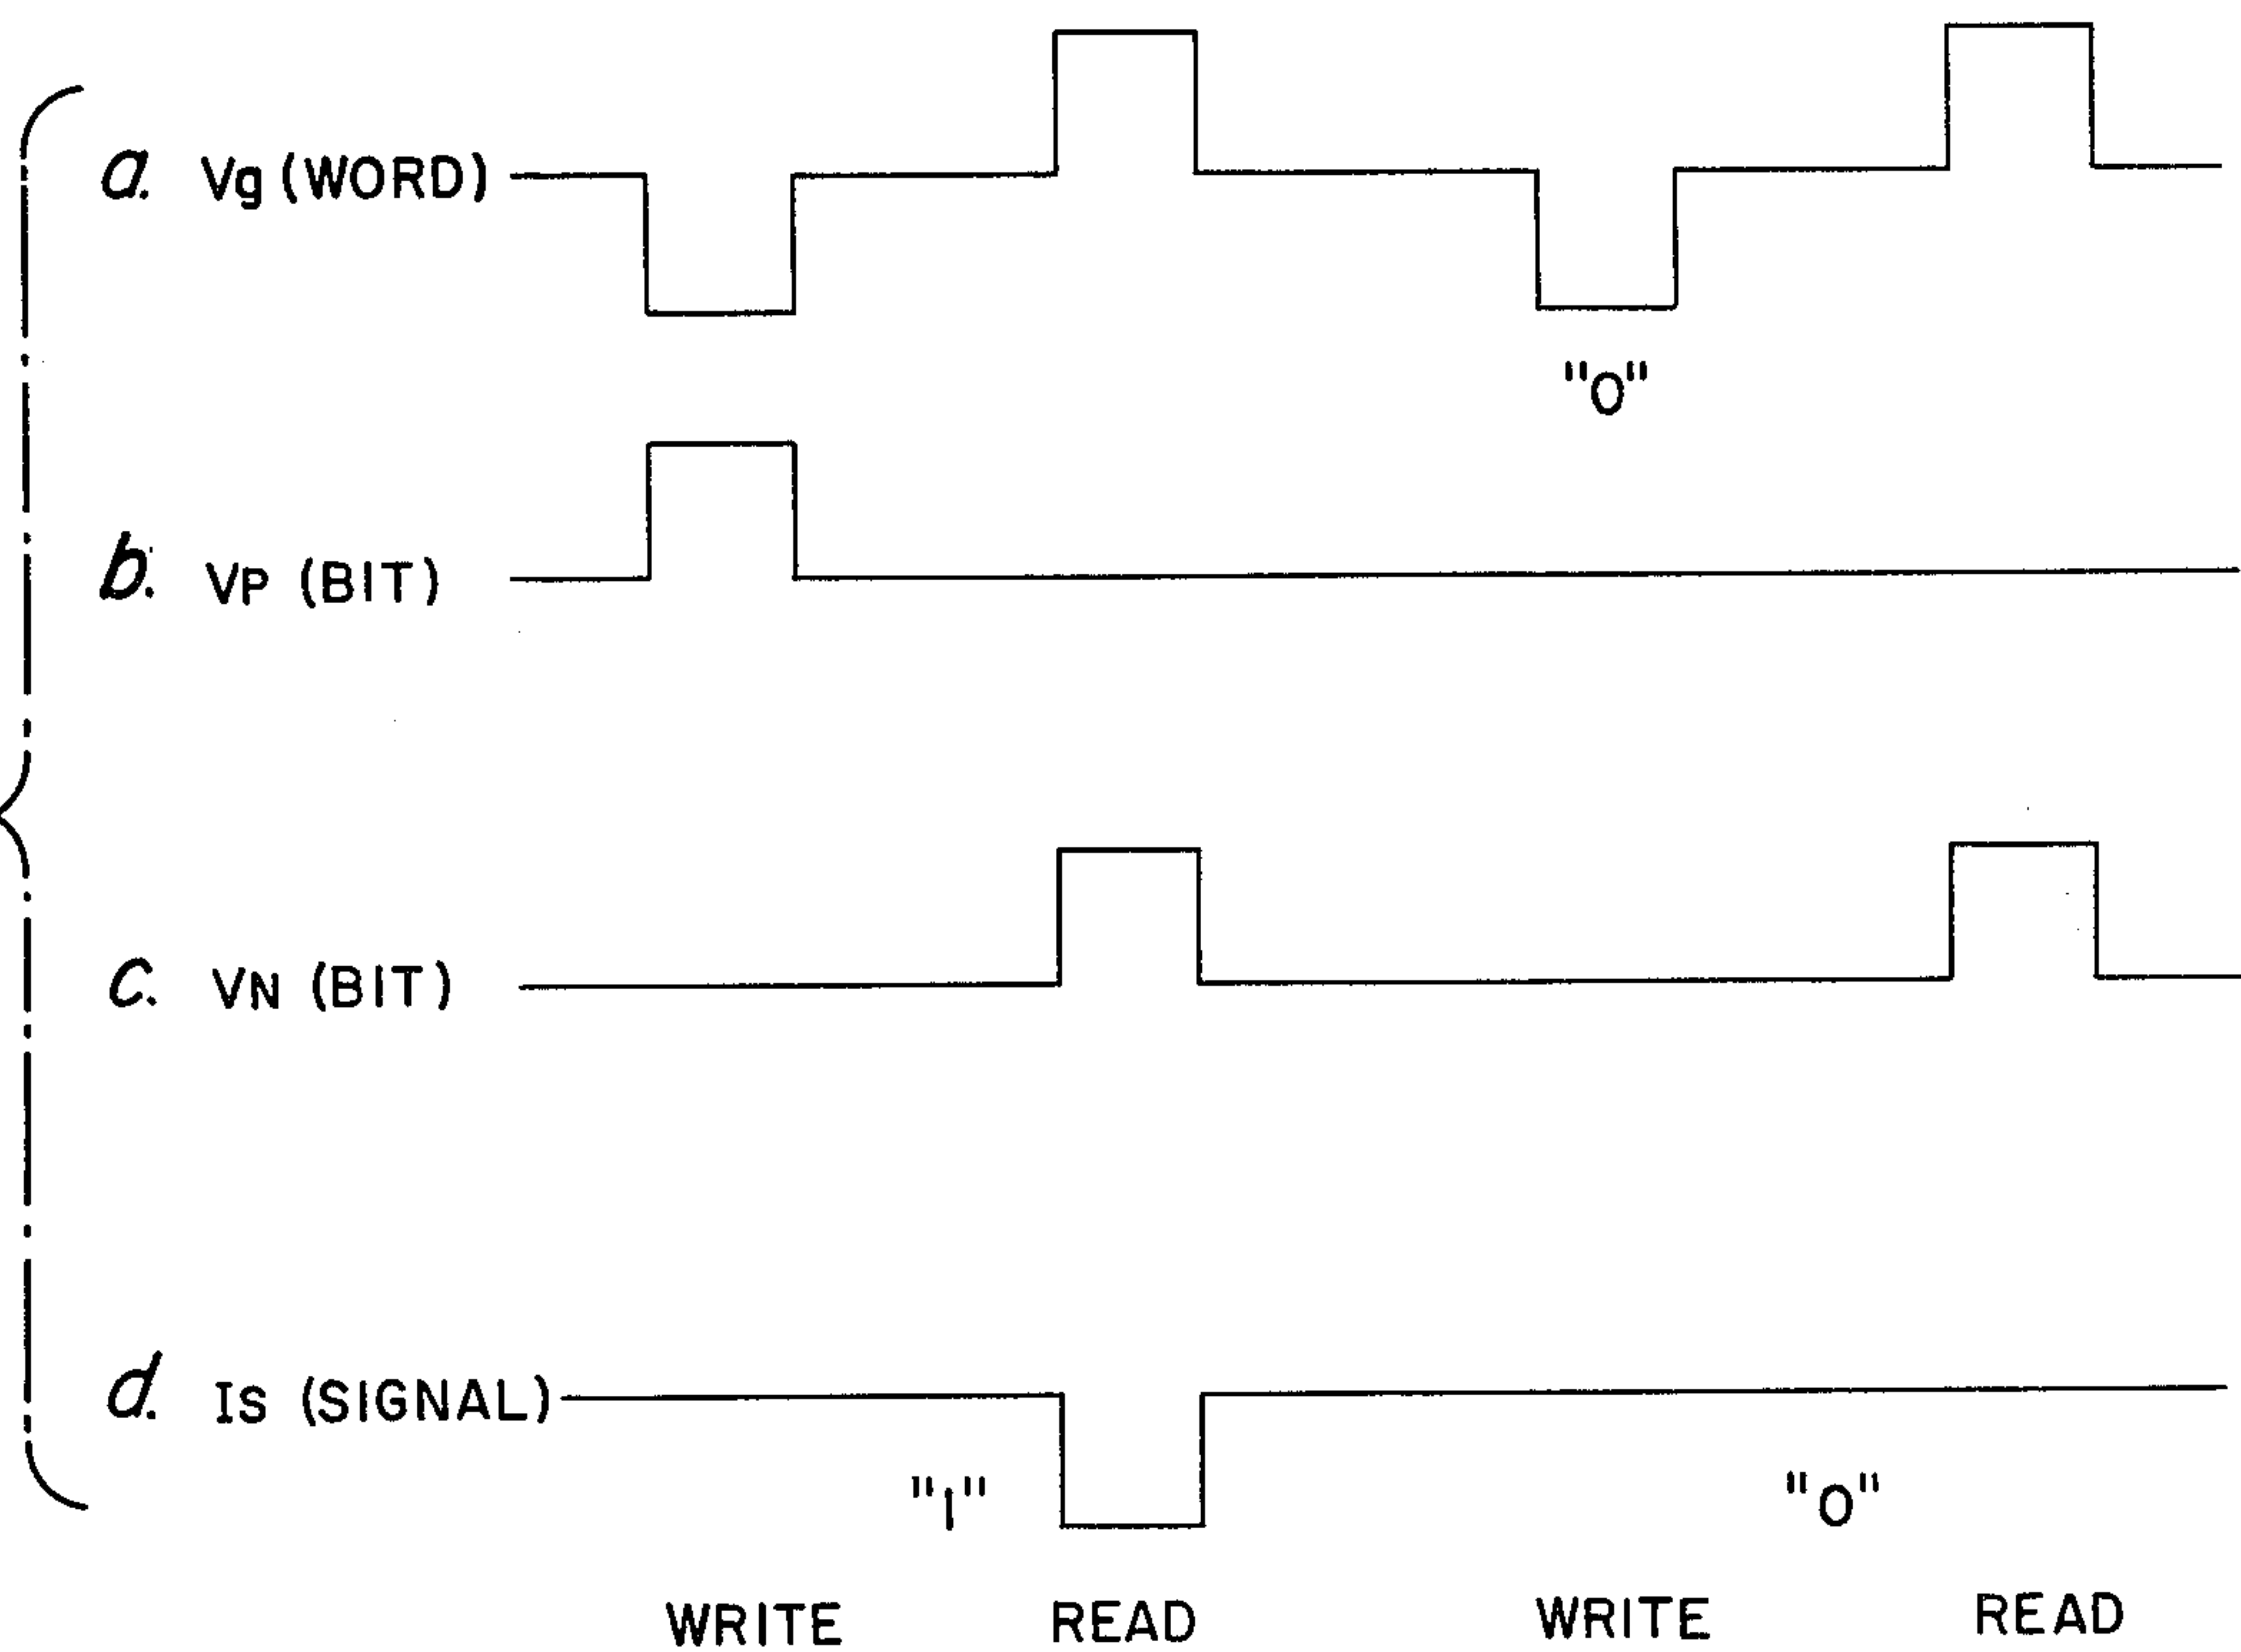 a. Vg (WORD)
"0"
b. VP (BIT)
c. VN (BIT)
d. IS (SIGNAL)
"1" "0"
WRITE READ WRITE READ